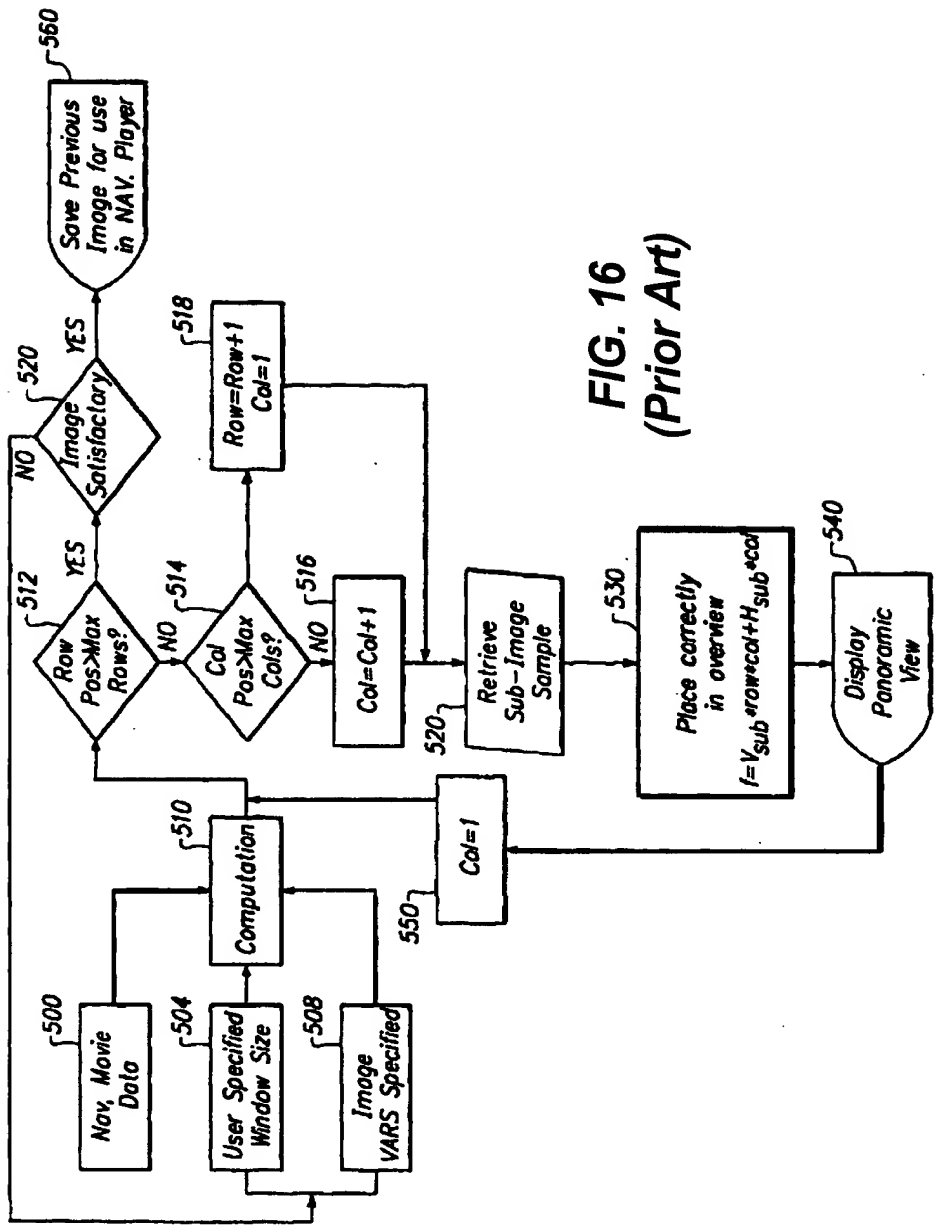 500
Nav, Movie
Data
504
User Specified
Window Size
508
Image
VARS Specified
510
Computation
512
Row
Pos>Max
Rows?
YES
NO
520
Image
Satisfactory
NO
YES
560
Save Previous
Image for use
in NAV. Player
514
Col
Pos>Max
Cols?
NO
518
Row=Row+1
Col=1
516
Col=Col+1
520
Retrieve
Sub-Image
Sample
530
Place correctly
in overview
f=Vsub*row*col+Hsub*col
540
Display
Panoramic
View
550
Col=1
FIG. 16
(Prior Art)